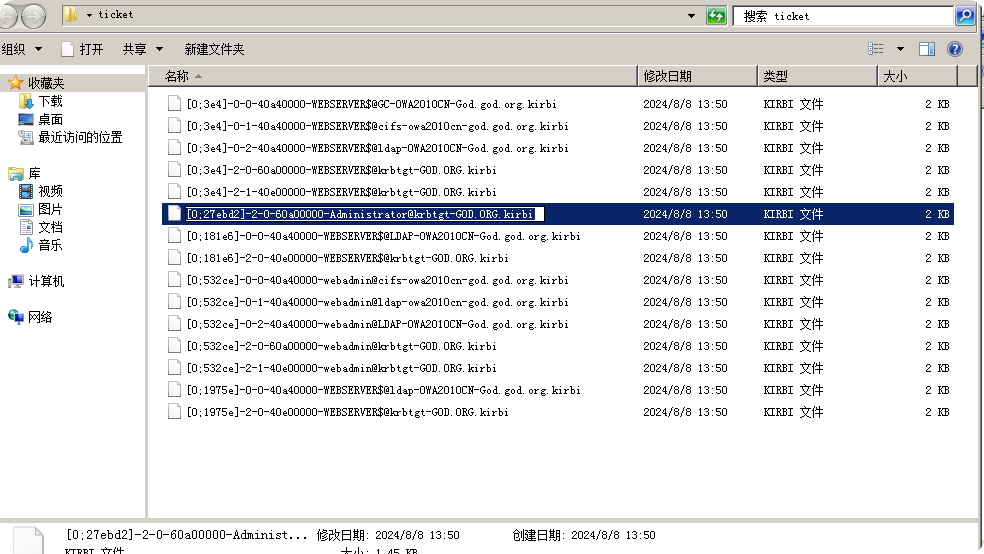 ticket
搜索 ticket
组织 打开 共享 新建文件夹
名称 修改日期 类型 大小
收藏夹
下载
桌面
最近访问的位置
库
视频
图片
文档
音乐
计算机
网络
[0;3e4]-0-0-40a40000-WEBSERVER$@GC-OWA2010CN-God.god.org.kirbi 2024/8/8 13:50 KIRBI 文件 2 KB
[0;3e4]-0-1-40a40000-WEBSERVER$@cifs-owa2010cn-god.god.org.kirbi 2024/8/8 13:50 KIRBI 文件 2 KB
[0;3e4]-0-2-40a40000-WEBSERVER$@ldap-OWA2010CN-God.god.org.kirbi 2024/8/8 13:50 KIRBI 文件 2 KB
[0;3e4]-2-0-60a00000-WEBSERVER$@krbtgt-GOD.ORG.kirbi 2024/8/8 13:50 KIRBI 文件 2 KB
[0;3e4]-2-1-40e00000-WEBSERVER$@krbtgt-GOD.ORG.kirbi 2024/8/8 13:50 KIRBI 文件 2 KB
[0;27ebd2]-2-0-60a00000-Administrator@krbtgt-GOD.ORG.kirbi 2024/8/8 13:50 KIRBI 文件 2 KB
[0;181e6]-0-0-40a40000-WEBSERVER$@LDAP-OWA2010CN-God.god.org.kirbi 2024/8/8 13:50 KIRBI 文件 2 KB
[0;181e6]-2-0-40e00000-WEBSERVER$@krbtgt-GOD.ORG.kirbi 2024/8/8 13:50 KIRBI 文件 2 KB
[0;532ce]-0-0-40a40000-webadmin@cifs-owa2010cn-god.god.org.kirbi 2024/8/8 13:50 KIRBI 文件 2 KB
[0;532ce]-0-1-40a40000-webadmin@ldap-owa2010cn-god.god.org.kirbi 2024/8/8 13:50 KIRBI 文件 2 KB
[0;532ce]-0-2-40a40000-webadmin@LDAP-OWA2010CN-God.god.org.kirbi 2024/8/8 13:50 KIRBI 文件 2 KB
[0;532ce]-2-0-60a00000-webadmin@krbtgt-GOD.ORG.kirbi 2024/8/8 13:50 KIRBI 文件 2 KB
[0;532ce]-2-1-40e00000-webadmin@krbtgt-GOD.ORG.kirbi 2024/8/8 13:50 KIRBI 文件 2 KB
[0;1975e]-0-0-40a40000-WEBSERVER$@ldap-OWA2010CN-God.god.org.kirbi 2024/8/8 13:50 KIRBI 文件 2 KB
[0;1975e]-2-0-40e00000-WEBSERVER$@krbtgt-GOD.ORG.kirbi 2024/8/8 13:50 KIRBI 文件 2 KB
[0;27ebd2]-2-0-60a00000-Administ... 修改日期: 2024/8/8 13:50 创建日期: 2024/8/8 13:50
KIRBI 文件 大小: 1.45 KB